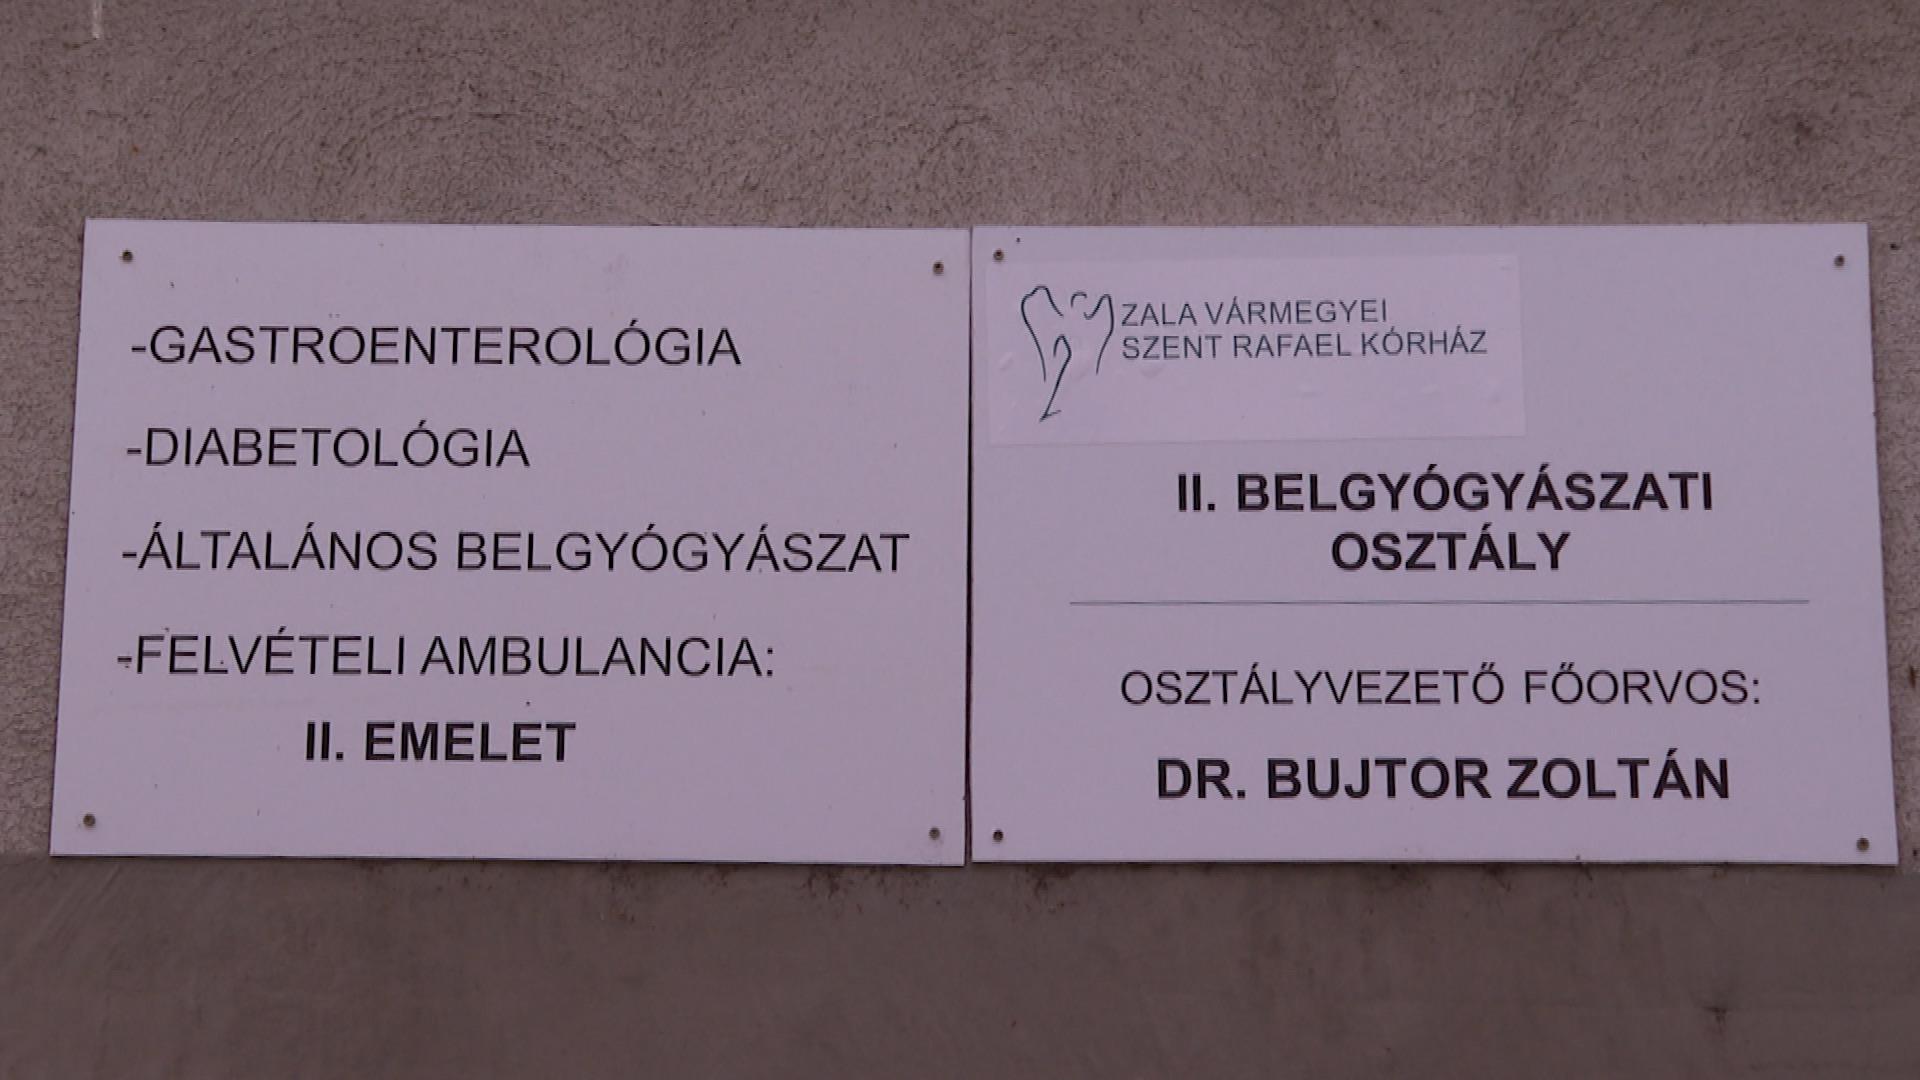 -GASTROENTEROLÓGIA
-DIABETOLÓGIA
-ÁLTALÁNOS BELGYÓGYÁSZAT
-FELVÉTELI AMBULANCIA:
II. EMELET
ZALA VÁRMEGYEI
SZENT RAFAEL KÓRHÁZ
II. BELGYÓGYÁSZATI
OSZTÁLY
OSZTÁLYVEZETŐ FŐORVOS:
DR. BUJTOR ZOLTÁN